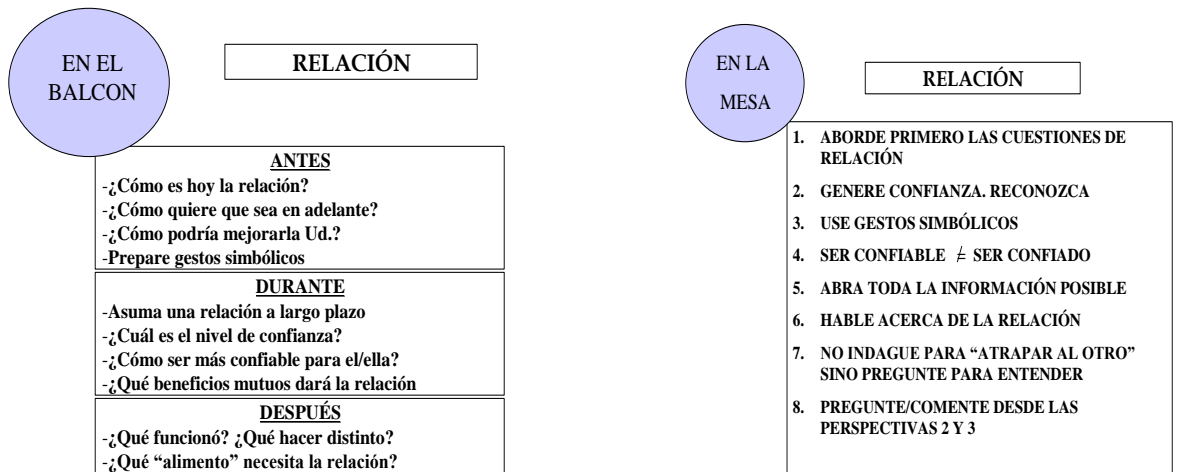 EN EL
BALCON
RELACIÓN
ANTES
-¿Cómo es hoy la relación?
-¿Cómo quiere que sea en adelante?
-¿Cómo podría mejorarla Ud.?
-Prepare gestos simbólicos
DURANTE
-Asuma una relación a largo plazo
-¿Cuál es el nivel de confianza?
-¿Cómo ser más confiable para el/ella?
-¿Qué beneficios mutuos dará la relación
DESPUÉS
-¿Qué funcionó? ¿Qué hacer distinto?
-¿Qué “alimento” necesita la relación?
EN LA
MESA
RELACIÓN
1. ABORDE PRIMERO LAS CUESTIONES DE
RELACIÓN
2. GENERE CONFIANZA. RECONOZCA
3. USE GESTOS SIMBÓLICOS
4. SER CONFIABLE ≠ SER CONFIADO
5. ABRA TODA LA INFORMACIÓN POSIBLE
6. HABLE ACERCA DE LA RELACIÓN
7. NO INDAGUE PARA “ATRAPAR AL OTRO”
SINO PREGUNTE PARA ENTENDER
8. PREGUNTE/COMENTE DESDE LAS
PERSPECTIVAS 2 Y 3